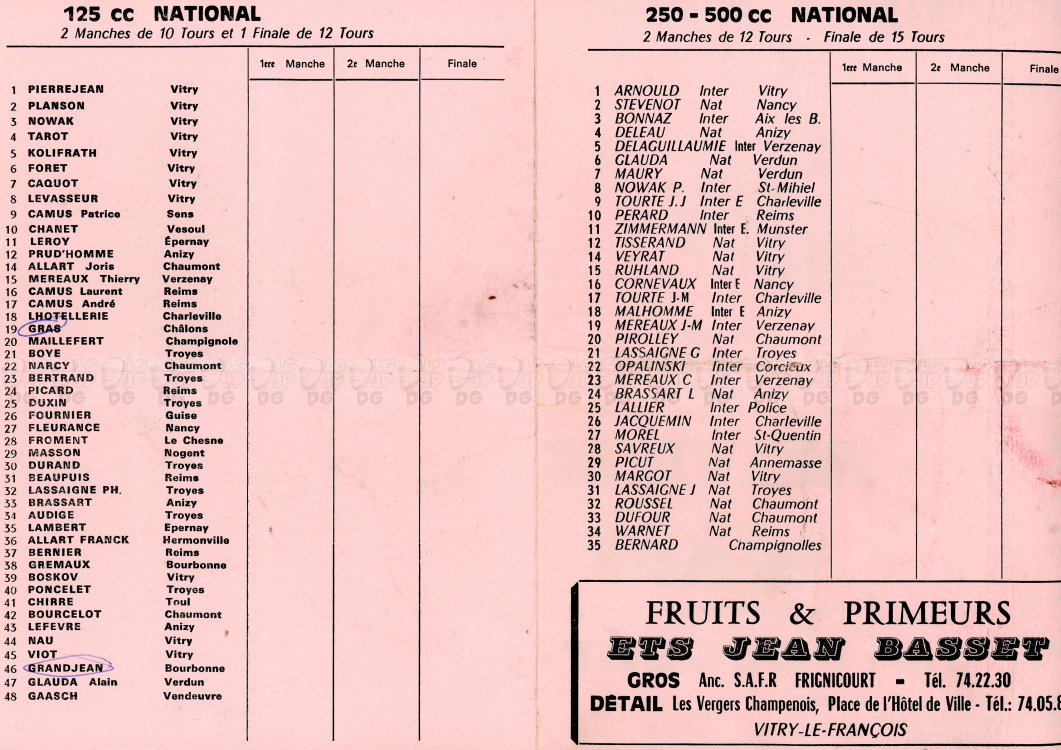 125 cc NATIONAL
2 Manches de 10 Tours et 1 Finale de 12 Tours
1ere Manche 2e Manche Finale
1 PIERREJEAN Vitry
2 PLANSON Vitry
3 NOWAK Vitry
4 TAROT Vitry
5 KOLIFRATH Vitry
6 FORET Vitry
7 CAQUOT Vitry
8 LEVASSEUR Vitry
9 CAMUS Patrice Sens
10 CHANET Vesoul
11 LEROY Épernay
12 PRUD'HOMME Anizy
14 ALLART Joris Chaumont
15 MEREAUX Thierry Verzenay
16 CAMUS Laurent Reims
17 CAMUS André Reims
18 LHOTELLERIE Charleville
19 GRAS Châlons
20 MAILLEFERT Champignole
21 BOYE Troyes
22 NARCY Chaumont
23 BERTRAND Troyes
24 PICARD Reims
25 DUXIN Troyes
26 FOURNIER Guise
27 FLEURANCE Nancy
28 FROMENT Le Chesne
29 MASSON Nogent
30 DURAND Troyes
31 BEAUPUIS Reims
32 LASSAIGNE PH. Troyes
33 BRASSART Anizy
34 AUDIGE Troyes
35 LAMBERT Epernay
36 ALLART FRANCK Hermonville
37 BERNIER Reims
38 GREMAUX Bourbonne
39 BOSKOV Vitry
40 PONCELET Troyes
41 CHIRRE Toul
42 BOURCELOT Chaumont
43 LEFEVRE Anizy
44 NAU Vitry
45 VIOT Vitry
46 GRANDJEAN Bourbonne
47 GLAUDA Alain Verdun
48 GAASCH Vendeuvre
250 - 500 cc NATIONAL
2 Manches de 12 Tours - Finale de 15 Tours
1ere Manche 2e Manche Finale
1 ARNOULD Inter Vitry
2 STEVENOT Nat Nancy
3 BONNAZ Inter Aix les B.
4 DELEAU Nat Anizy
5 DELAGUILLAUMIE Inter Verzenay
6 GLAUDA Nat Verdun
7 MAURY Nat Verdun
8 NOWAK P. Inter St-Mihiel
9 TOURTE J.J Inter E Charleville
10 PERARD Inter Reims
11 ZIMMERMANN Inter E. Munster
12 TISSERAND Nat Vitry
14 VEYRAT Nat Vitry
15 RUHLAND Nat Vitry
16 CORNEVAUX Inter E Nancy
17 TOURTE J-M Inter Charleville
18 MALHOMME Inter E Anizy
19 MEREAUX J-M Inter Verzenay
20 PIROLLEY Nat Chaumont
21 LASSAIGNE G Inter Troyes
22 OPALINSKI Inter Corcieux
23 MEREAUX C Inter Verzenay
24 BRASSART L Nat Anizy
25 LALLIER Inter Police
26 JACQUEMIN Inter Charleville
27 MOREL Inter St-Quentin
28 SAVREUX Nat Vitry
29 PICUT Nat Annemasse
30 MARGOT Nat Vitry
31 LASSAIGNE J Nat Troyes
32 ROUSSEL Nat Chaumont
33 DUFOUR Nat Chaumont
34 WARNET Nat Reims
35 BERNARD Champignolles
FRUITS & PRIMEURS
ETS JEAN BASSET
GROS Anc. S.A.F.R FRIGNICOURT - Tél. 74.22.30
DÉTAIL Les Vergers Champenois, Place de l'Hôtel de Ville - Tél.: 74.05.8
VITRY-LE-FRANÇOIS